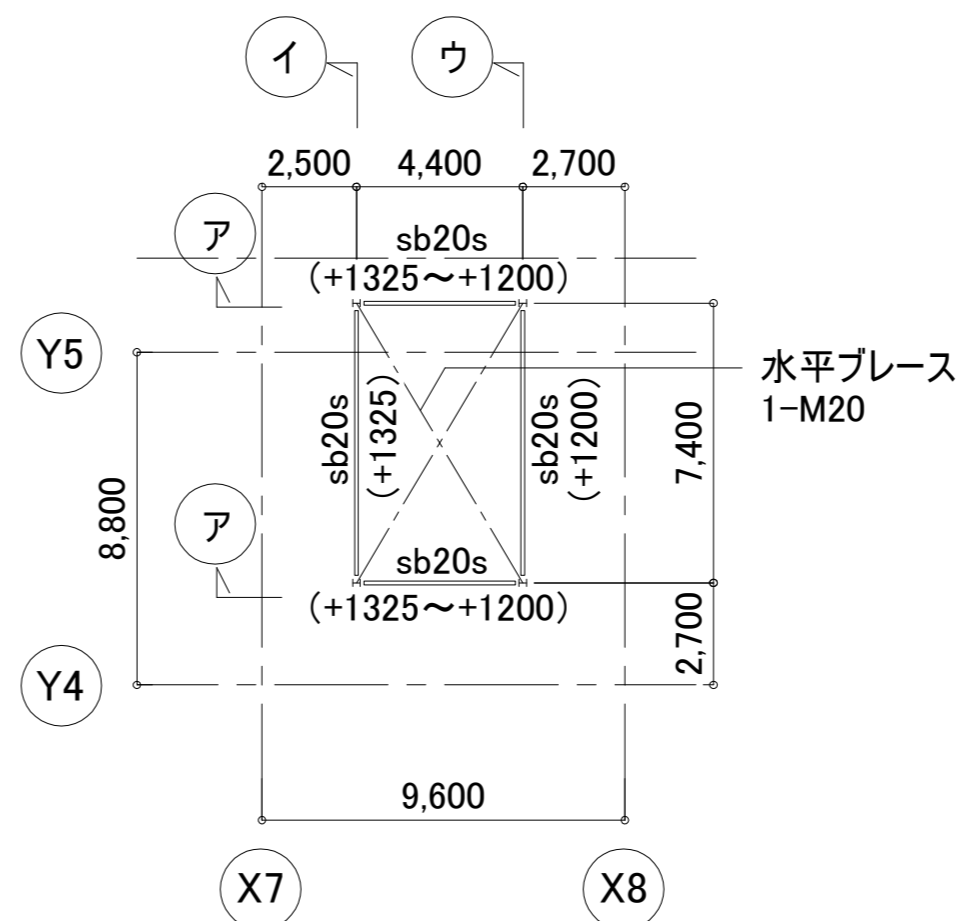 イ
ウ
2,500
4,400
2,700
ア
sb20s
(+1325～+1200)
Y5
水平ブレース
1-M20
sb20s
(+1325)
sb20s
(+1200)
7,400
8,800
ア
sb20s
(+1325～+1200)
2,700
Y4
9,600
X7
X8